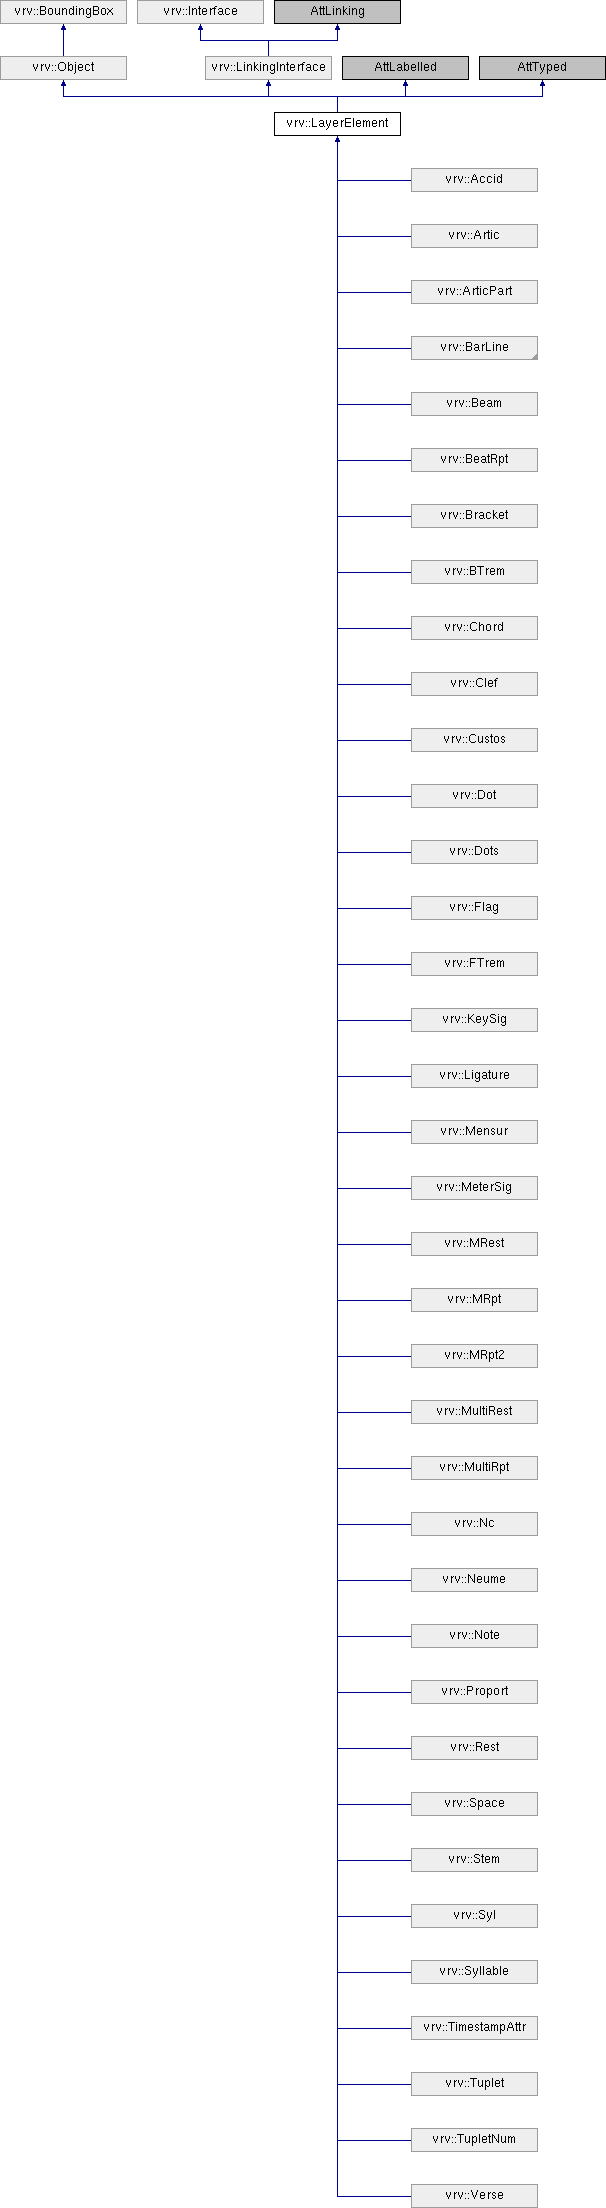 vrv::BoundingBox vrv::Interface AttLinking
vrv::Object vrv::LinkingInterface AttLabelled AttTyped
vrv::LayerElement
vrv::Accid
vrv::Artic
vrv::ArticPart
vrv::BarLine
vrv::Beam
vrv::BeatRpt
vrv::Bracket
vrv::BTrem
vrv::Chord
vrv::Clef
vrv::Custos
vrv::Dot
vrv::Dots
vrv::Flag
vrv::FTrem
vrv::KeySig
vrv::Ligature
vrv::Mensur
vrv::MeterSig
vrv::MRest
vrv::MRpt
vrv::MRpt2
vrv::MultiRest
vrv::MultiRpt
vrv::Nc
vrv::Neume
vrv::Note
vrv::Proport
vrv::Rest
vrv::Space
vrv::Stem
vrv::Syl
vrv::Syllable
vrv::TimestampAttr
vrv::Tuplet
vrv::TupletNum
vrv::Verse